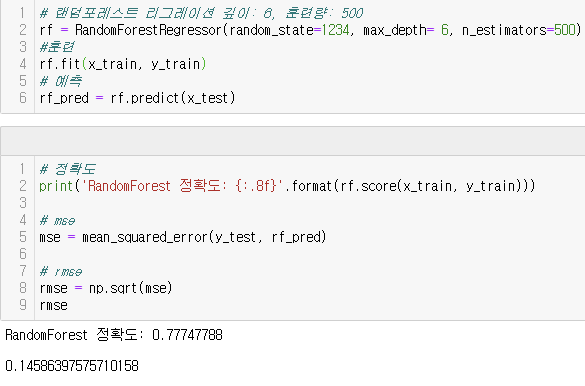 1 # 랜덤포레스트 리그레이션 깊이: 6, 훈련량: 500
2 rf = RandomForestRegressor(random_state=1234, max_depth= 6, n_estimators=500)
3 #훈련
4 rf.fit(x_train, y_train)
5 # 예측
6 rf_pred = rf.predict(x_test)
1 # 정확도
2 print('RandomForest 정확도: {:.8f}'.format(rf.score(x_train, y_train)))
3
4 # mse
5 mse = mean_squared_error(y_test, rf_pred)
6
7 # rmse
8 rmse = np.sqrt(mse)
9 rmse
RandomForest 정확도: 0.77747788
0.14586397575710158